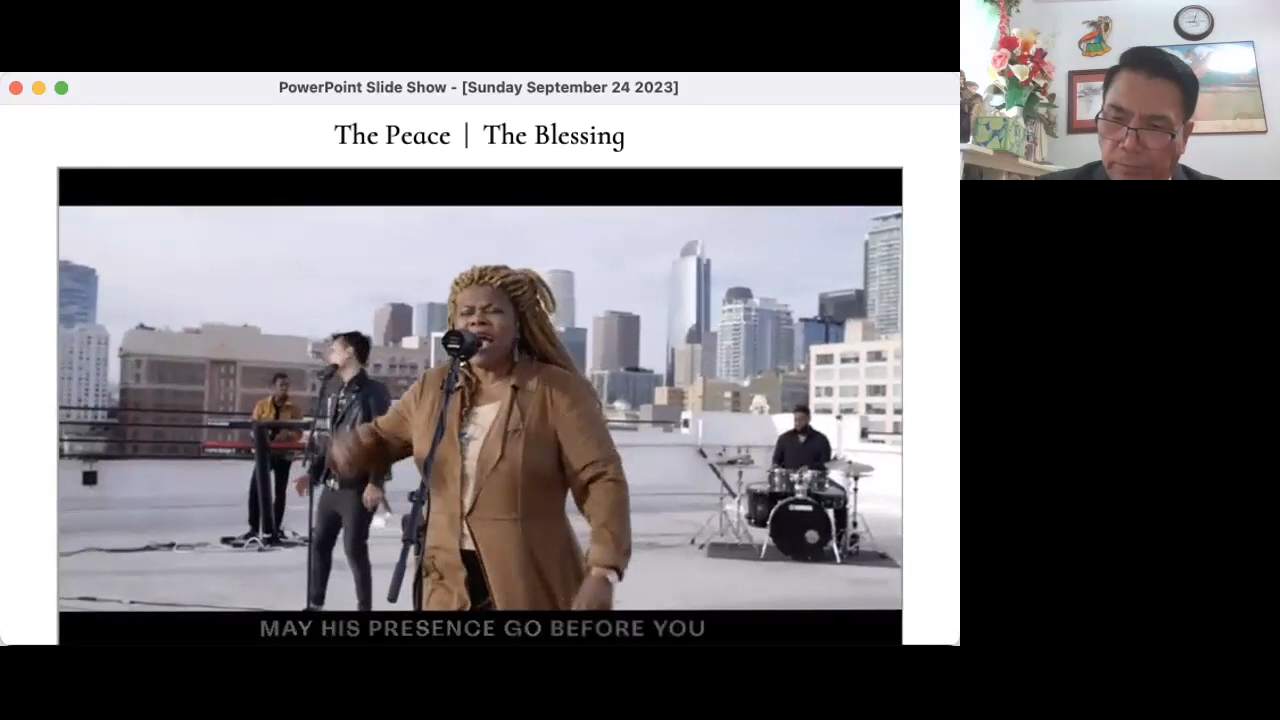 PowerPoint Slide Show - [Sunday September 24 2023]
The Peace | The Blessing
MAY HIS PRESENCE GO BEFORE YOU